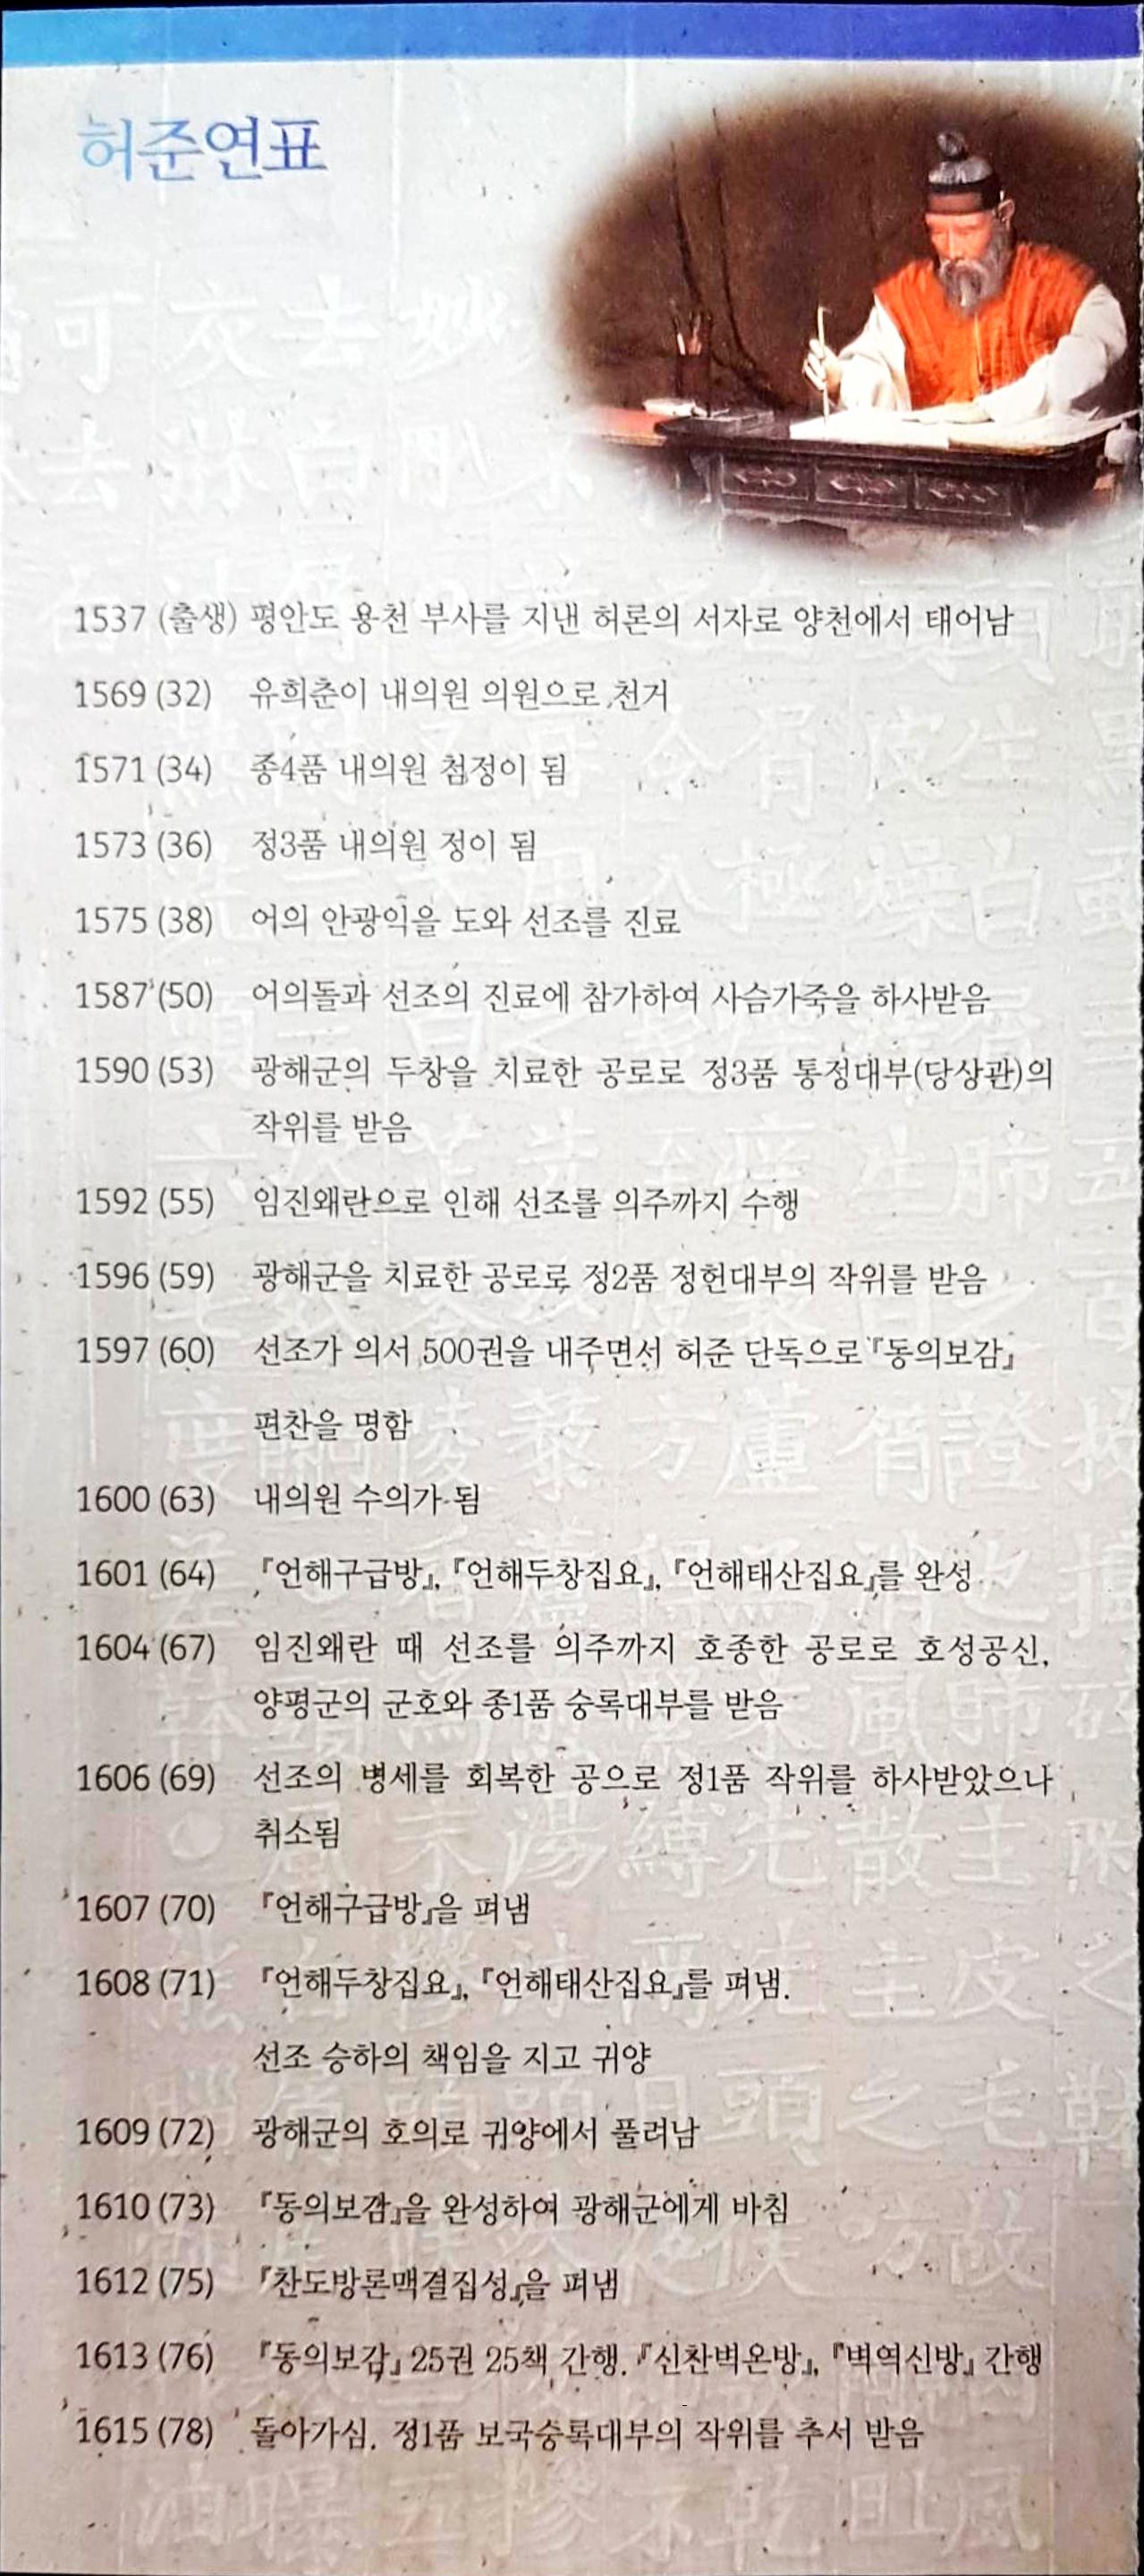 허준연표
1537 (출생) 평안도 용천 부사를 지낸 허론의 서자로 양천에서 태어남
1569 (32) 유희춘이 내의원 의원으로 천거
1571 (34) 종4품 내의원 첨정이 됨
1573 (36) 정3품 내의원 정이 됨
1575 (38) 어의 안광익을 도와 선조를 진료
1587 (50) 어의들과 선조의 진료에 참가하여 사슴가죽을 하사받음
1590 (53) 광해군의 두창을 치료한 공로로 정3품 통정대부(당상관)의
작위를 받음
1592 (55) 임진왜란으로 인해 선조를 의주까지 수행
1596 (59) 광해군을 치료한 공로로 정2품 정헌대부의 작위를 받음
1597 (60) 선조가 의서 500권을 내주면서 허준 단독으로 『동의보감』
편찬을 명함
1600 (63) 내의원 수의가 됨
1601 (64) 『언해구급방』, 『언해두창집요』, 『언해태산집요』를 완성
1604 (67) 임진왜란 때 선조를 의주까지 호종한 공로로 호성공신,
양평군의 군호와 종1품 숭록대부를 받음
1606 (69) 선조의 병세를 회복한 공으로 정1품 작위를 하사받았으나
취소됨
1607 (70) 『언해구급방』을 펴냄
1608 (71) 『언해두창집요』, 『언해태산집요』를 펴냄.
선조 승하의 책임을 지고 귀양
1609 (72) 광해군의 호의로 귀양에서 풀려남
1610 (73) 『동의보감』을 완성하여 광해군에게 바침
1612 (75) 『찬도방론맥결집성』을 펴냄
1613 (76) 『동의보감』 25권 25책 간행. 『신찬벽온방』, 『벽역신방』 간행
1615 (78) 돌아가심. 정1품 보국숭록대부의 작위를 추서 받음